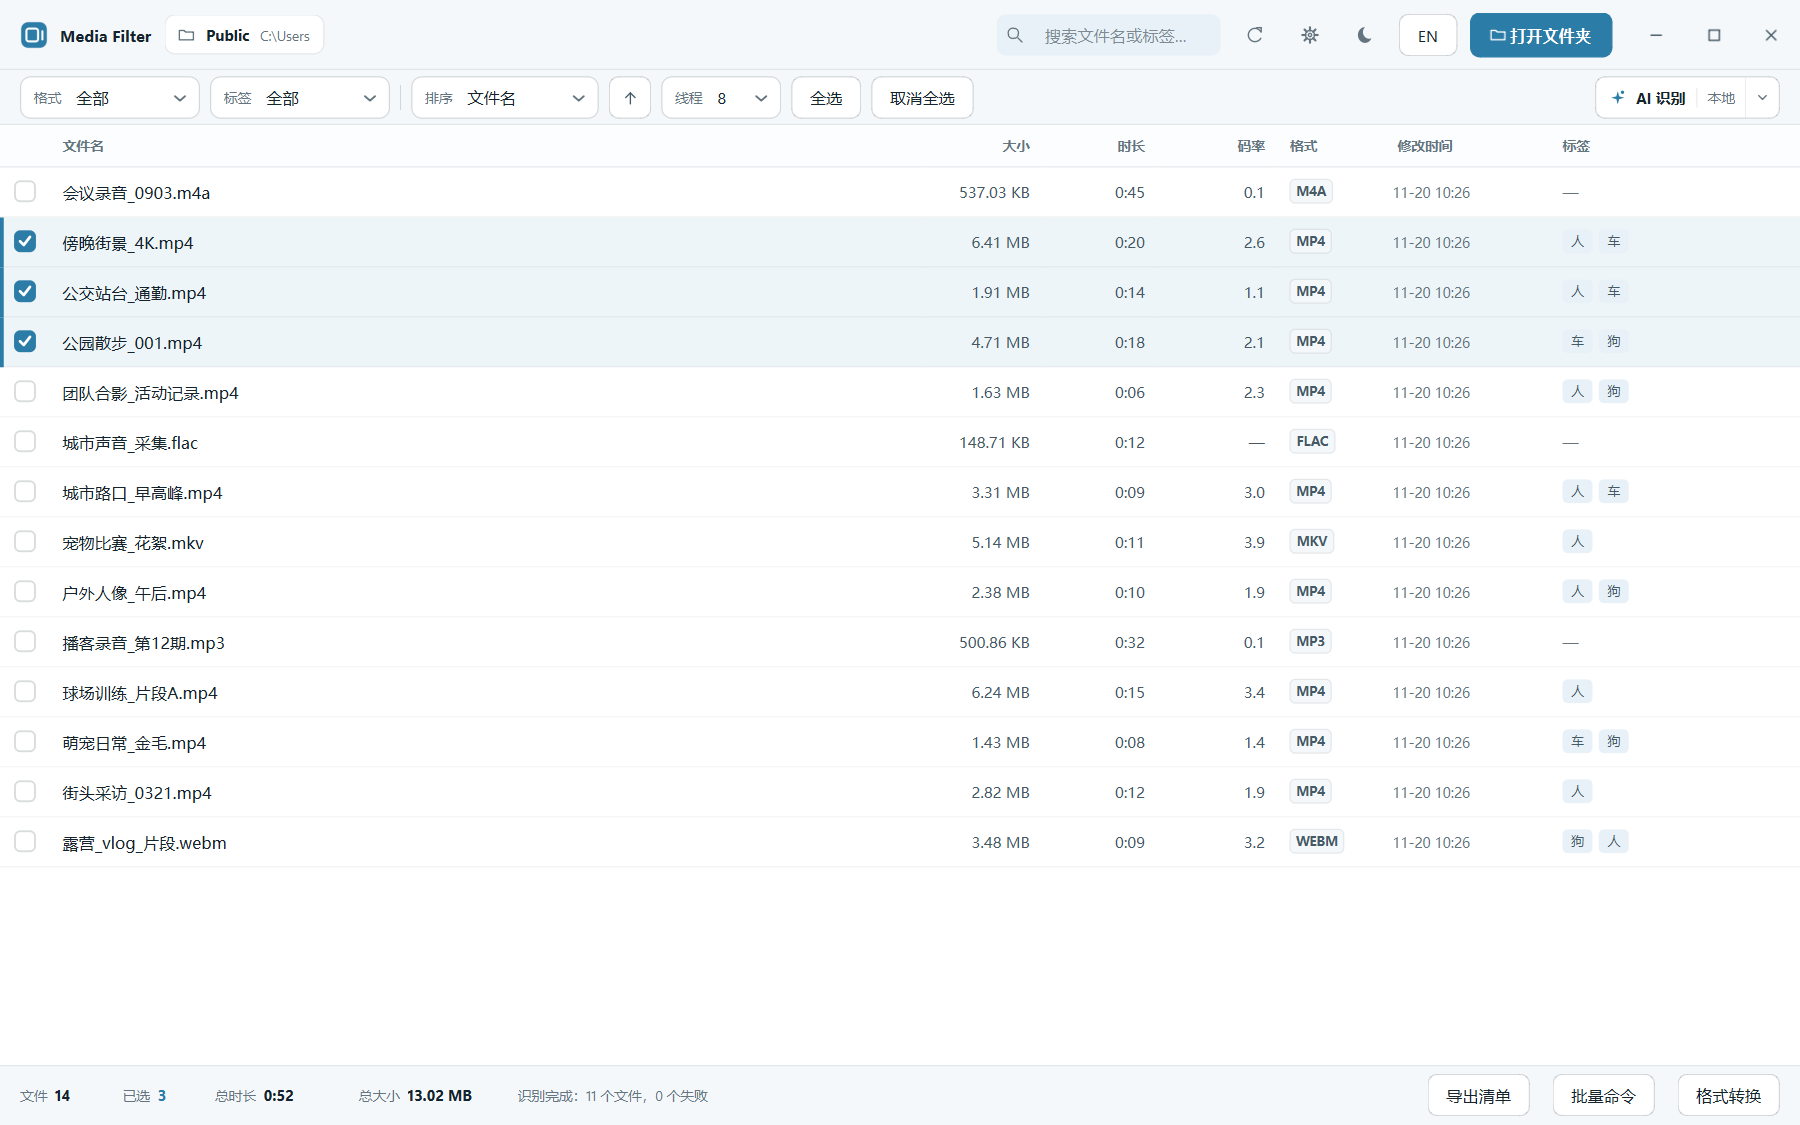 Media Filter Public C:\Users 搜索文件名或标签... EN 打开文件夹
格式 全部 标签 全部 排序 文件名 线程 8 全选 取消全选 AI 识别 本地
文件名 大小 时长 码率 格式 修改时间 标签
会议录音_0903.m4a 537.03 KB 0:45 0.1 M4A 11-20 10:26 —
傍晚街景_4K.mp4 6.41 MB 0:20 2.6 MP4 11-20 10:26 人 车
公交站台_通勤.mp4 1.91 MB 0:14 1.1 MP4 11-20 10:26 人 车
公园散步_001.mp4 4.71 MB 0:18 2.1 MP4 11-20 10:26 车 狗
团队合影_活动记录.mp4 1.63 MB 0:06 2.3 MP4 11-20 10:26 人 狗
城市声音_采集.flac 148.71 KB 0:12 — FLAC 11-20 10:26 —
城市路口_早高峰.mp4 3.31 MB 0:09 3.0 MP4 11-20 10:26 人 车
宠物比赛_花絮.mkv 5.14 MB 0:11 3.9 MKV 11-20 10:26 人
户外人像_午后.mp4 2.38 MB 0:10 1.9 MP4 11-20 10:26 人 狗
播客录音_第12期.mp3 500.86 KB 0:32 0.1 MP3 11-20 10:26 —
球场训练_片段A.mp4 6.24 MB 0:15 3.4 MP4 11-20 10:26 人
萌宠日常_金毛.mp4 1.43 MB 0:08 1.4 MP4 11-20 10:26 车 狗
街头采访_0321.mp4 2.82 MB 0:12 1.9 MP4 11-20 10:26 人
露营_vlog_片段.webm 3.48 MB 0:09 3.2 WEBM 11-20 10:26 狗 人
文件 14 已选 3 总时长 0:52 总大小 13.02 MB 识别完成：11 个文件，0 个失败 导出清单 批量命令 格式转换